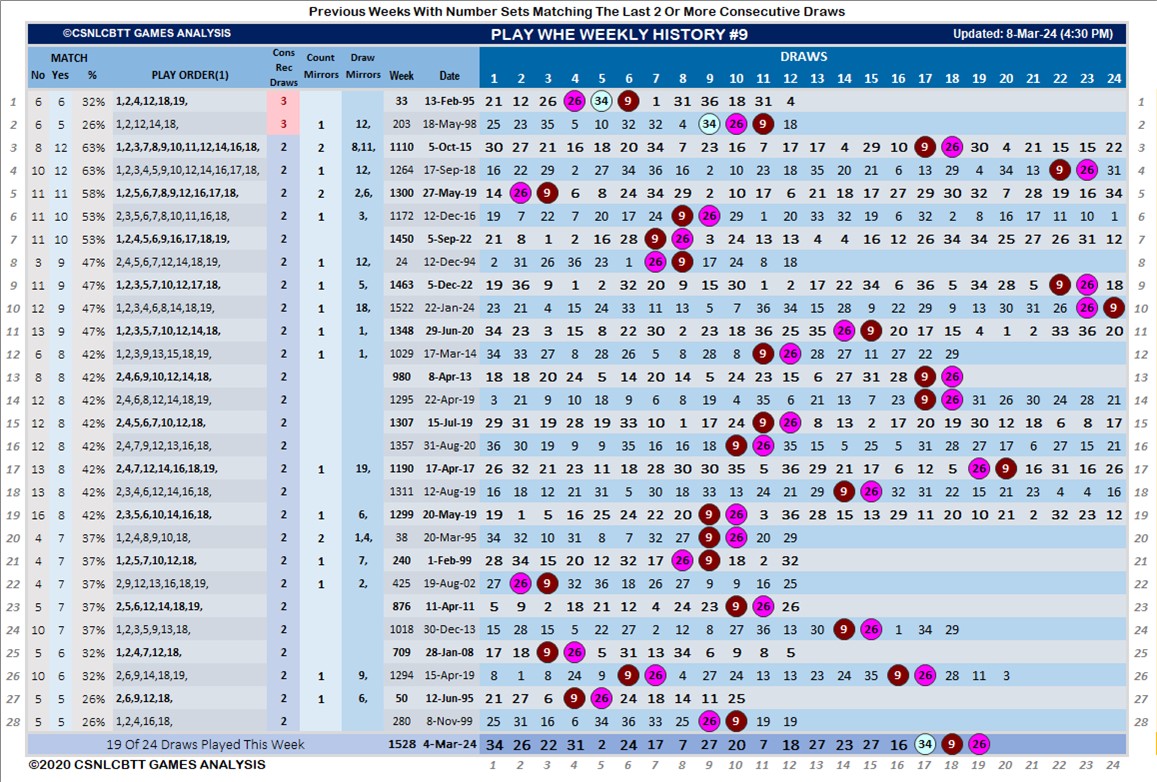 Previous Weeks With Number Sets Matching The Last 2 Or More Consecutive Draws
©CSNLCBTT GAMES ANALYSIS PLAY WHE WEEKLY HISTORY #9 Updated: 8-Mar-24 (4:30 PM)
MATCH Cons Rec Draws Count Mirrors Draw Mirrors DRAWS
No Yes % PLAY ORDER(1) Week Date 1 2 3 4 5 6 7 8 9 10 11 12 13 14 15 16 17 18 19 20 21 22 23 24
1 6 6 32% 1,2,4,12,18,19, 3 33 13-Feb-95 21 12 26 26 34 9 1 31 36 18 31 4 1
2 6 5 26% 1,2,12,14,18, 3 1 12, 203 18-May-98 25 23 35 5 10 32 32 4 34 26 9 18 2
3 8 12 63% 1,2,3,7,8,9,10,11,12,14,16,18, 2 2 8,11, 1110 5-Oct-15 30 27 21 16 18 20 34 7 23 16 7 17 17 4 29 10 9 26 30 4 21 15 15 22 3
4 10 12 63% 1,2,3,4,5,9,10,12,14,16,17,18, 2 1 12, 1264 17-Sep-18 16 22 29 2 27 34 36 16 2 10 23 18 35 20 21 6 13 29 4 34 13 9 26 31 4
5 11 11 58% 1,2,5,6,7,8,9,12,16,17,18, 2 2 2,6, 1300 27-May-19 14 26 9 6 8 24 34 29 2 10 17 6 21 18 17 27 29 30 32 7 28 19 16 34 5
6 11 10 53% 2,3,5,6,7,8,10,11,16,18, 2 1 3, 1172 12-Dec-16 19 7 22 7 20 17 24 9 26 29 1 20 33 32 19 6 32 2 8 16 17 11 10 1 6
7 11 10 53% 1,2,4,5,6,9,16,17,18,19, 2 1450 5-Sep-22 21 8 1 2 16 28 9 26 3 24 13 13 4 4 16 12 26 34 34 25 27 26 31 12 7
8 3 9 47% 2,4,5,6,7,12,14,18,19, 2 1 12, 24 12-Dec-94 2 31 26 36 23 1 26 9 17 24 8 18 8
9 11 9 47% 1,2,3,5,7,10,12,17,18, 2 1 5, 1463 5-Dec-22 19 36 9 1 2 32 20 9 15 30 1 2 17 22 34 6 36 5 34 28 5 9 26 18 9
10 12 9 47% 1,2,3,4,6,8,14,18,19, 2 1 18, 1522 22-Jan-24 23 21 4 15 24 33 11 13 5 7 36 34 15 28 9 22 29 9 13 30 31 26 26 9 10
11 13 9 47% 1,2,3,5,7,10,12,14,18, 2 1 1, 1348 29-Jun-20 34 23 3 15 8 22 30 2 23 18 36 25 35 26 9 20 17 15 4 1 2 33 36 20 11
12 6 8 42% 1,2,3,9,13,15,18,19, 2 1 1, 1029 17-Mar-14 34 33 27 8 28 26 5 8 28 8 9 26 28 27 11 27 22 29 12
13 8 8 42% 2,4,6,9,10,12,14,18, 2 980 8-Apr-13 18 18 20 24 5 14 20 14 5 24 23 15 6 27 31 28 9 26 13
14 12 8 42% 2,4,6,8,12,14,18,19, 2 1295 22-Apr-19 3 21 9 10 18 9 6 8 19 4 35 6 21 13 7 23 9 26 31 26 30 24 28 21 14
15 12 8 42% 2,4,5,6,7,10,12,18, 2 1307 15-Jul-19 29 31 19 28 19 33 10 1 17 24 9 26 8 13 2 17 20 19 30 12 18 6 8 17 15
16 12 8 42% 2,4,7,9,12,13,16,18, 2 1357 31-Aug-20 36 30 19 9 9 35 16 16 18 9 26 35 15 5 25 5 31 28 27 17 6 27 15 21 16
17 13 8 42% 2,4,7,12,14,16,18,19, 2 1 19, 1190 17-Apr-17 26 32 21 23 11 18 28 30 30 35 5 36 29 21 17 6 12 5 26 9 16 31 16 26 17
18 13 8 42% 2,3,4,6,12,14,16,18, 2 1311 12-Aug-19 16 18 12 21 31 5 30 18 33 13 24 21 29 9 26 32 31 22 15 21 23 4 4 16 18
19 16 8 42% 2,3,5,6,10,14,16,18, 2 1 6, 1299 20-May-19 19 1 5 16 25 24 22 20 9 26 3 36 28 15 13 29 11 20 10 21 2 32 23 12 19
20 4 7 37% 1,2,4,8,9,10,18, 2 2 1,4, 38 20-Mar-95 34 32 10 31 8 7 32 27 9 26 20 29 20
21 4 7 37% 1,2,5,7,10,12,18, 2 1 7, 240 1-Feb-99 28 34 15 20 12 32 17 26 9 18 2 32 21
22 4 7 37% 2,9,12,13,16,18,19, 2 1 2, 425 19-Aug-02 27 26 9 32 36 18 26 27 9 9 16 25 22
23 5 7 37% 2,5,6,12,14,18,19, 2 876 11-Apr-11 5 9 2 18 21 12 4 24 23 9 26 26 23
24 10 7 37% 1,2,3,5,9,13,18, 2 1018 30-Dec-13 15 28 15 5 22 27 2 12 8 27 36 13 30 9 26 1 34 29 24
25 5 6 32% 1,2,4,7,12,18, 2 709 28-Jan-08 17 18 9 26 5 31 13 34 6 9 8 5 25
26 10 6 32% 2,6,9,14,18,19, 2 1 9, 1294 15-Apr-19 8 1 8 24 9 9 26 4 27 24 13 13 23 24 35 9 26 28 11 3 26
27 5 5 26% 2,6,9,12,18, 2 1 6, 50 12-Jun-95 21 27 6 9 26 24 18 14 11 25 27
28 5 5 26% 1,2,4,16,18, 2 280 8-Nov-99 25 31 16 6 34 36 33 25 26 9 19 19 28
19 Of 24 Draws Played This Week 1528 4-Mar-24 34 26 22 31 2 24 17 7 27 20 7 18 27 23 27 16 34 9 26
©2020 CSNLCBTT GAMES ANALYSIS 1 2 3 4 5 6 7 8 9 10 11 12 13 14 15 16 17 18 19 20 21 22 23 24